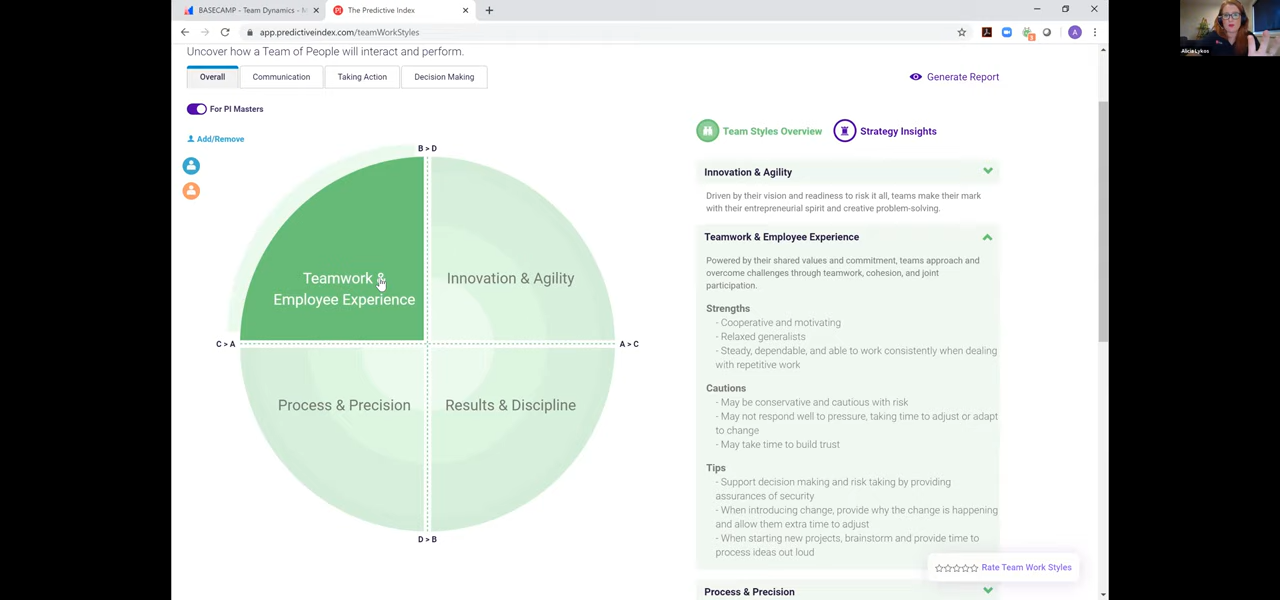 BASECAMP - Team Dynamics - M
The Predictive Index
app.predictiveindex.com/teamWorkStyles
A
Alicia Lykos
Uncover how a Team of People will interact and perform.
Overall
Communication
Taking Action
Decision Making
Generate Report
For PI Masters
Add/Remove
B > D
Teamwork &
Employee Experience
Innovation & Agility
C > A
A > C
Process & Precision
Results & Discipline
D > B
Team Styles Overview
Strategy Insights
Innovation & Agility
Driven by their vision and readiness to risk it all, teams make their mark
with their entrepreneurial spirit and creative problem-solving.
Teamwork & Employee Experience
Powered by their shared values and commitment, teams approach and
overcome challenges through teamwork, cohesion, and joint
participation.
Strengths
- Cooperative and motivating
- Relaxed generalists
- Steady, dependable, and able to work consistently when dealing
with repetitive work
Cautions
- May be conservative and cautious with risk
- May not respond well to pressure, taking time to adjust or adapt
to change
- May take time to build trust
Tips
- Support decision making and risk taking by providing
assurances of security
- When introducing change, provide why the change is happening
and allow them extra time to adjust
- When starting new projects, brainstorm and provide time to
process ideas out loud
Rate Team Work Styles
Process & Precision